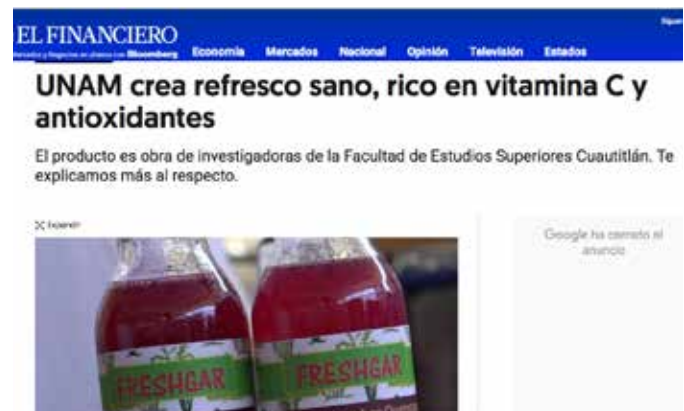 EL FINANCIERO
Bloomberg
Economía Mercados Nacional Opinión Televisión Estados
UNAM crea refresco sano, rico en vitamina C y
antioxidantes
El producto es obra de investigadoras de la Facultad de Estudios Superiores Cuautitlán. Te
explicamos más al respecto.
Expandir
Google ha cerrado el
anuncio
FRESHGAR FRESHGAR